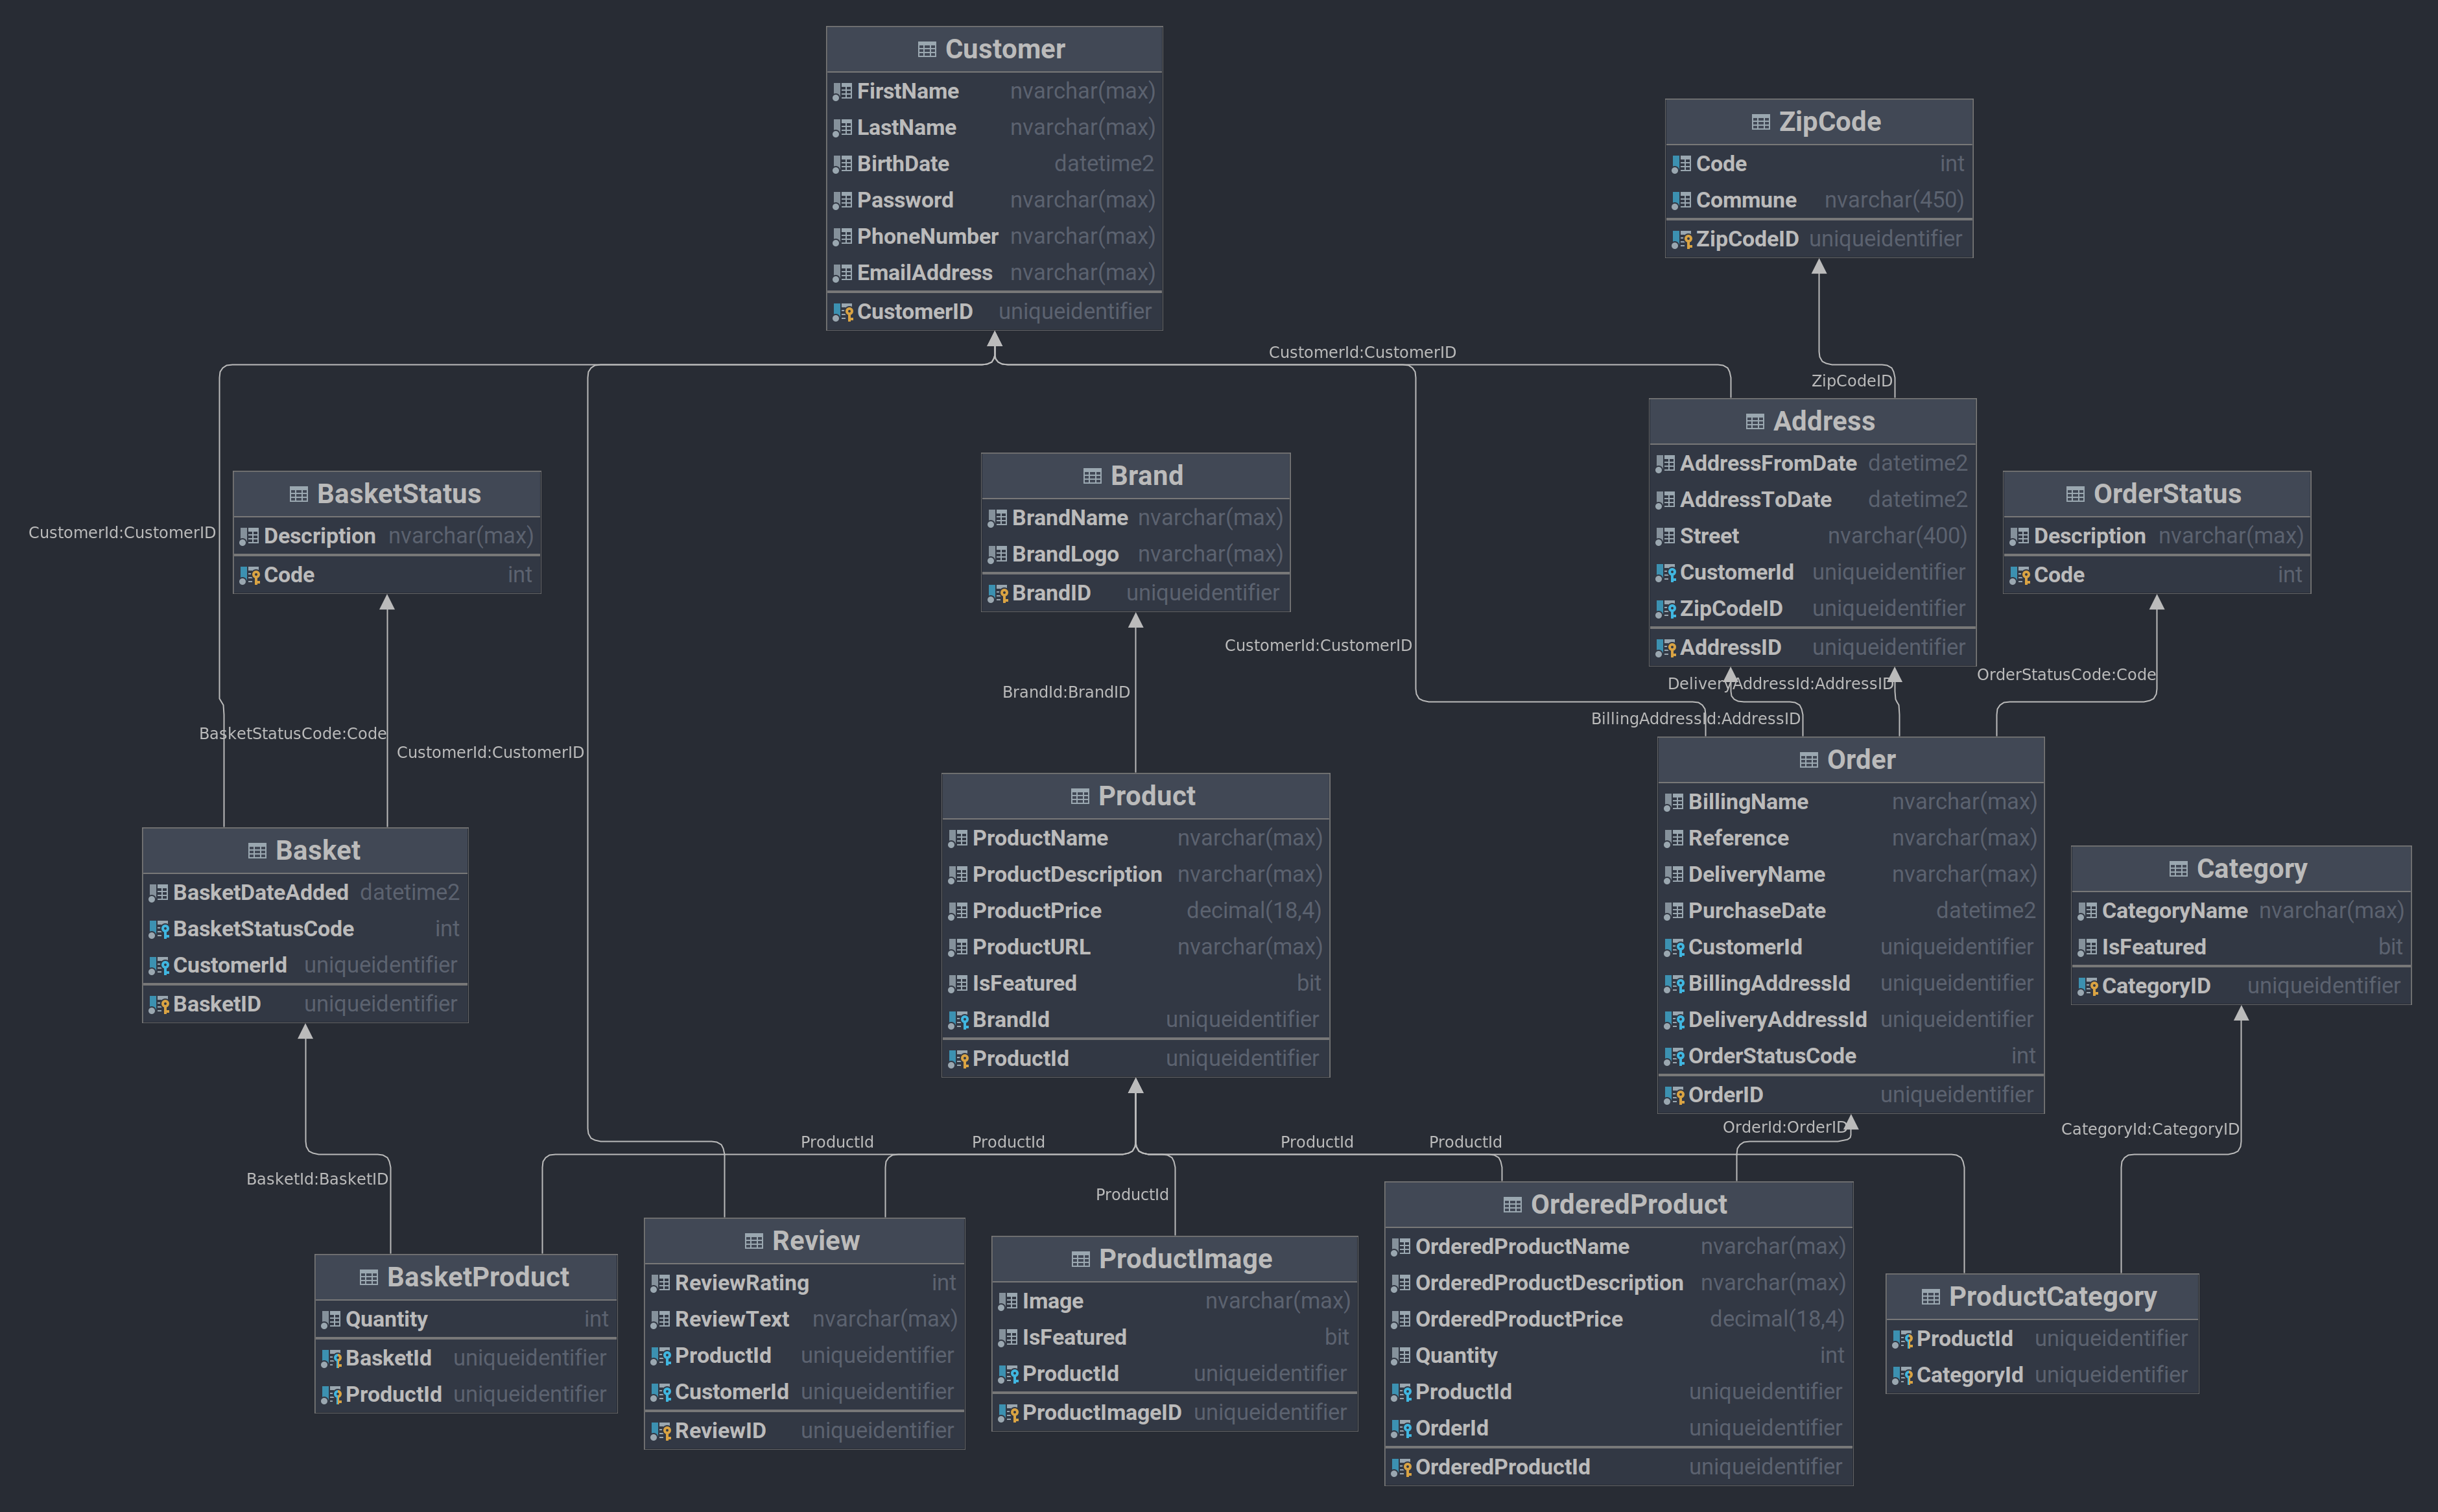 Customer
FirstName nvarchar(max)
LastName nvarchar(max)
BirthDate datetime2
Password nvarchar(max)
PhoneNumber nvarchar(max)
EmailAddress nvarchar(max)
CustomerID uniqueidentifier
ZipCode
Code int
Commune nvarchar(450)
ZipCodeID uniqueidentifier
CustomerId:CustomerID
ZipCodeID
Address
AddressFromDate datetime2
AddressToDate datetime2
Street nvarchar(400)
CustomerId uniqueidentifier
ZipCodeID uniqueidentifier
AddressID uniqueidentifier
BasketStatus
Description nvarchar(max)
Code int
CustomerId:CustomerID
Brand
BrandName nvarchar(max)
BrandLogo nvarchar(max)
BrandID uniqueidentifier
OrderStatus
Description nvarchar(max)
Code int
CustomerId:CustomerID
BrandId:BrandID
DeliveryAddressId:AddressID
OrderStatusCode:Code
BillingAddressId:AddressID
BasketStatusCode:Code
CustomerId:CustomerID
Basket
BasketDateAdded datetime2
BasketStatusCode int
CustomerId uniqueidentifier
BasketID uniqueidentifier
Product
ProductName nvarchar(max)
ProductDescription nvarchar(max)
ProductPrice decimal(18,4)
ProductURL nvarchar(max)
IsFeatured bit
BrandId uniqueidentifier
ProductId uniqueidentifier
Order
BillingName nvarchar(max)
Reference nvarchar(max)
DeliveryName nvarchar(max)
PurchaseDate datetime2
CustomerId uniqueidentifier
BillingAddressId uniqueidentifier
DeliveryAddressId uniqueidentifier
OrderStatusCode int
OrderID uniqueidentifier
Category
CategoryName nvarchar(max)
IsFeatured bit
CategoryID uniqueidentifier
ProductId
ProductId
ProductId
ProductId
OrderId:OrderID
CategoryId:CategoryID
BasketId:BasketID
ProductId
BasketProduct
Quantity int
BasketId uniqueidentifier
ProductId uniqueidentifier
Review
ReviewRating int
ReviewText nvarchar(max)
ProductId uniqueidentifier
CustomerId uniqueidentifier
ReviewID uniqueidentifier
ProductImage
Image nvarchar(max)
IsFeatured bit
ProductId uniqueidentifier
ProductImageID uniqueidentifier
OrderedProduct
OrderedProductName nvarchar(max)
OrderedProductDescription nvarchar(max)
OrderedProductPrice decimal(18,4)
Quantity int
ProductId uniqueidentifier
OrderId uniqueidentifier
OrderedProductId uniqueidentifier
ProductCategory
ProductId uniqueidentifier
CategoryId uniqueidentifier